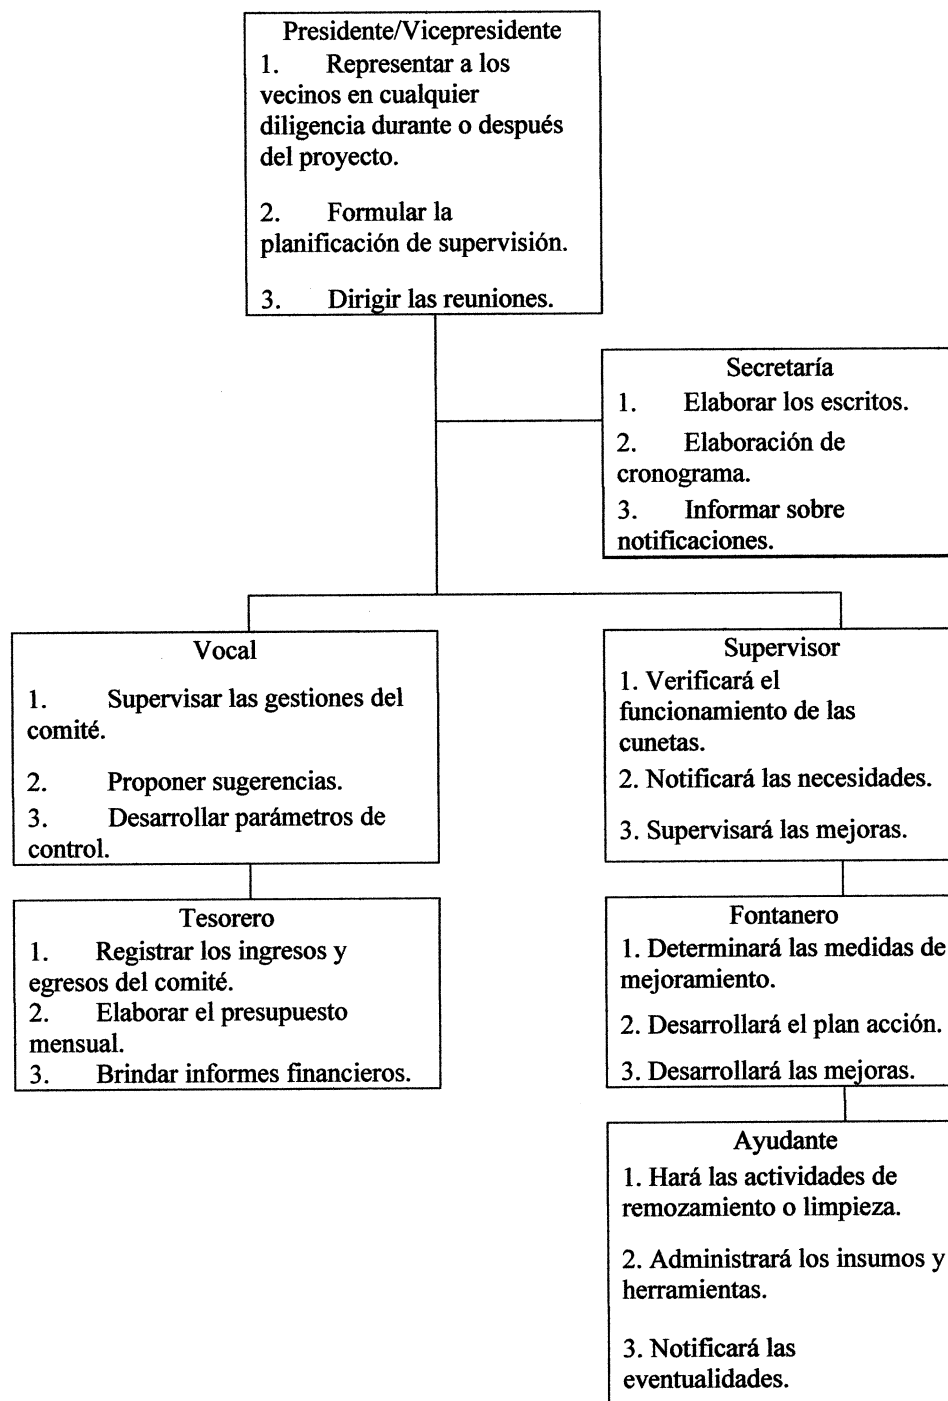 Presidente/Vicepresidente
1. Representar a los
vecinos en cualquier
diligencia durante o después
del proyecto.
2. Formular la
planificación de supervisión.
3. Dirigir las reuniones.
Secretaría
1. Elaborar los escritos.
2. Elaboración de
cronograma.
3. Informar sobre
notificaciones.
Vocal
1. Supervisar las gestiones del
comité.
2. Proponer sugerencias.
3. Desarrollar parámetros de
control.
Supervisor
1. Verificará el
funcionamiento de las
cunetas.
2. Notificará las necesidades.
3. Supervisará las mejoras.
Tesorero
1. Registrar los ingresos y
egresos del comité.
2. Elaborar el presupuesto
mensual.
3. Brindar informes financieros.
Fontanero
1. Determinará las medidas de
mejoramiento.
2. Desarrollará el plan acción.
3. Desarrollará las mejoras.
Ayudante
1. Hará las actividades de
remozamiento o limpieza.
2. Administrará los insumos y
herramientas.
3. Notificará las
eventualidades.